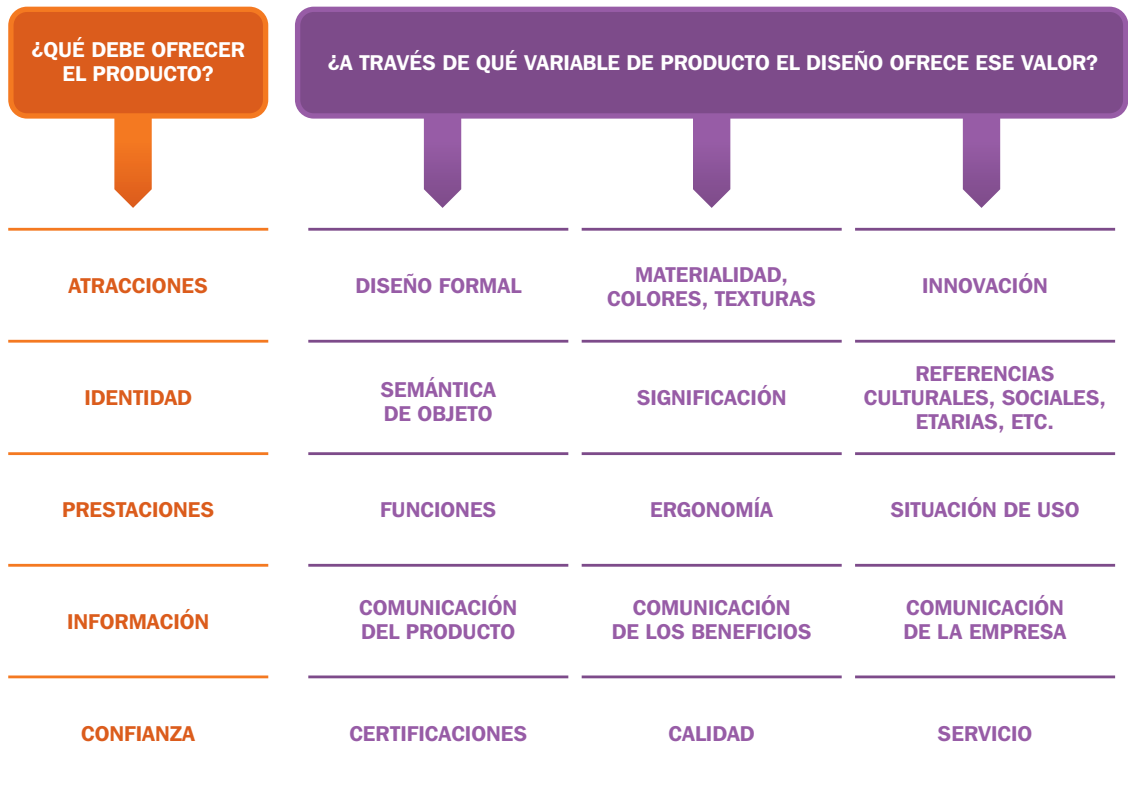 ¿QUÉ DEBE OFRECER
EL PRODUCTO?
¿A TRAVÉS DE QUÉ VARIABLE DE PRODUCTO EL DISEÑO OFRECE ESE VALOR?
ATRACCIONES
DISEÑO FORMAL
MATERIALIDAD,
COLORES, TEXTURAS
INNOVACIÓN
IDENTIDAD
SEMÁNTICA
DE OBJETO
SIGNIFICACIÓN
REFERENCIAS
CULTURALES, SOCIALES,
ETARIAS, ETC.
PRESTACIONES
FUNCIONES
ERGONOMÍA
SITUACIÓN DE USO
INFORMACIÓN
COMUNICACIÓN
DEL PRODUCTO
COMUNICACIÓN
DE LOS BENEFICIOS
COMUNICACIÓN
DE LA EMPRESA
CONFIANZA
CERTIFICACIONES
CALIDAD
SERVICIO